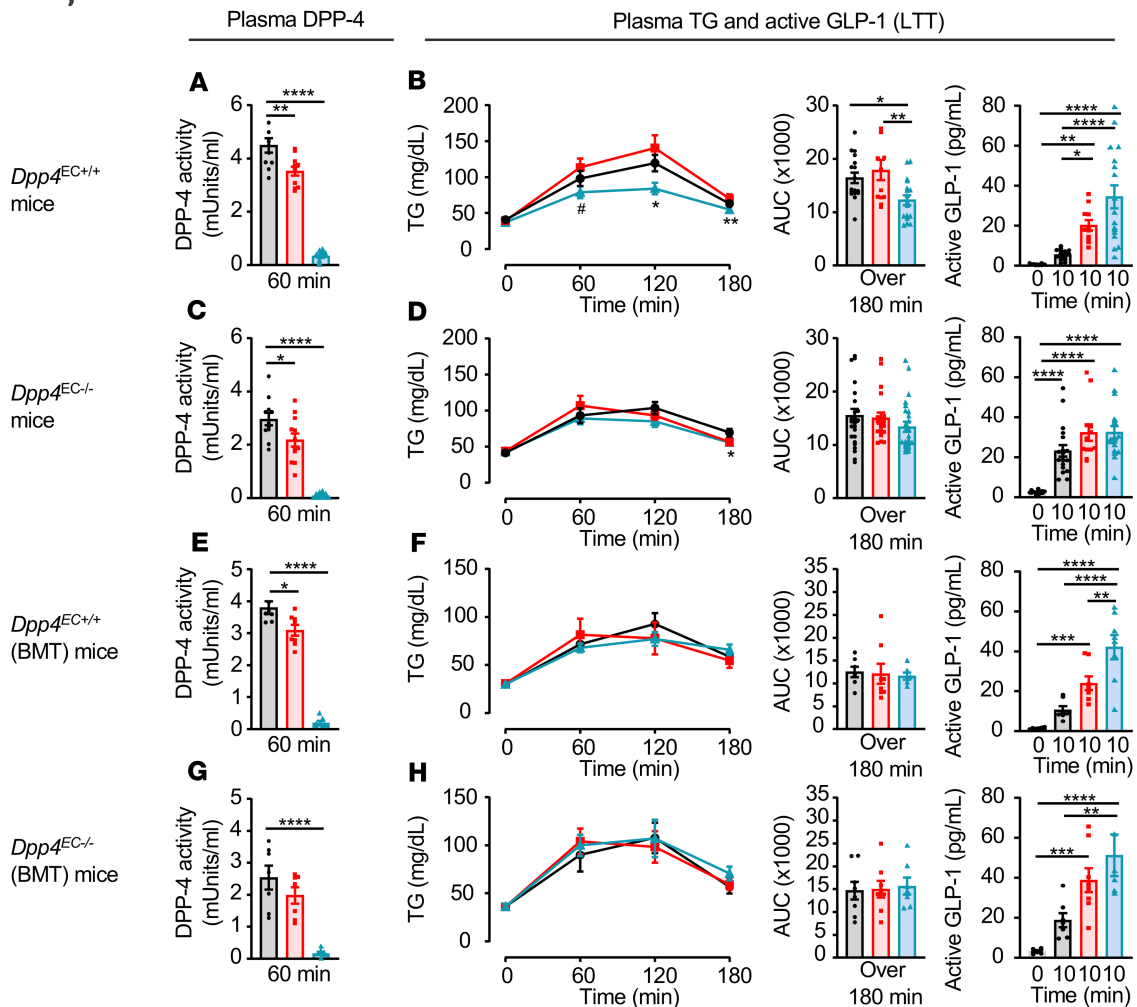 Plasma DPP-4
Plasma TG and active GLP-1 (LTT)
Dpp4EC+/+
mice
A
DPP-4 activity
(mUnits/ml)
6
4
2
0
****
**
60 min
B
TG (mg/dL)
200
150
100
50
0
#
*
**
0 60 120 180
Time (min)
AUC (x1000)
30
20
10
0
*
**
Over
180 min
Active GLP-1 (pg/mL)
80
60
40
20
0
****
****
**
*
0 10 10 10
Time (min)
Dpp4EC-/-
mice
C
DPP-4 activity
(mUnits/ml)
6
4
2
0
****
*
60 min
D
TG (mg/dL)
200
150
100
50
0
*
0 60 120 180
Time (min)
AUC (x1000)
30
20
10
0
Over
180 min
Active GLP-1 (pg/mL)
80
60
40
20
0
****
****
****
0 10 10 10
Time (min)
Dpp4EC+/+
(BMT) mice
E
DPP-4 activity
(mUnits/ml)
5
4
3
2
1
0
****
*
60 min
F
TG (mg/dL)
150
100
50
0
0 60 120 180
Time (min)
AUC (x1000)
35
30
25
20
15
10
5
0
Over
180 min
Active GLP-1 (pg/mL)
80
60
40
20
0
****
****
**
***
0 10 10 10
Time (min)
Dpp4EC-/-
(BMT) mice
G
DPP-4 activity
(mUnits/ml)
5
4
3
2
1
0
****
60 min
H
TG (mg/dL)
150
100
50
0
0 60 120 180
Time (min)
AUC (x1000)
35
30
25
20
15
10
5
0
Over
180 min
Active GLP-1 (pg/mL)
80
60
40
20
0
****
**
***
0 10 10 10
Time (min)